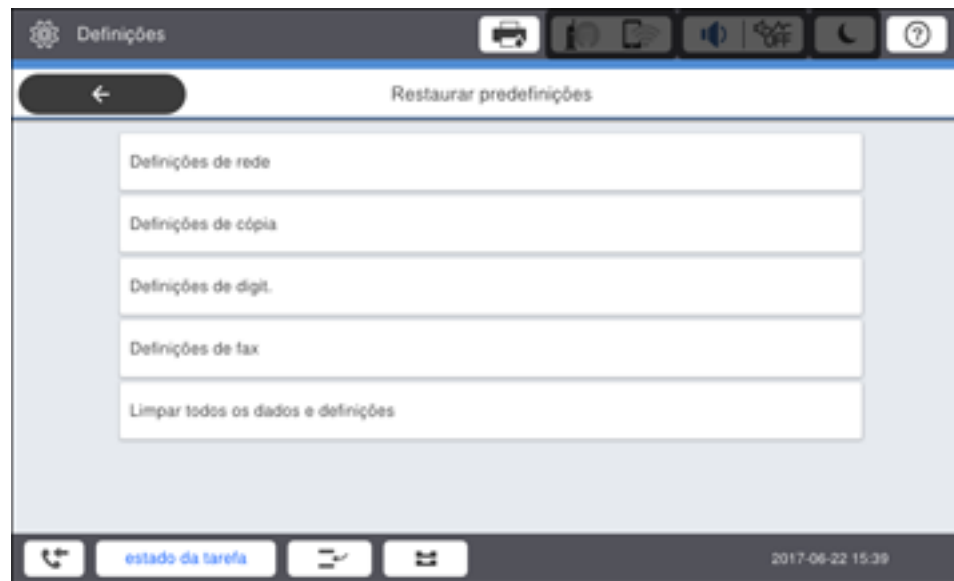 Definições
OFF
?
Restaurar predefinições
Definições de rede
Definições de cópia
Definições de digit.
Definições de fax
Limpar todos os dados e definições
estado da tarefa
2017-06-22 15:39